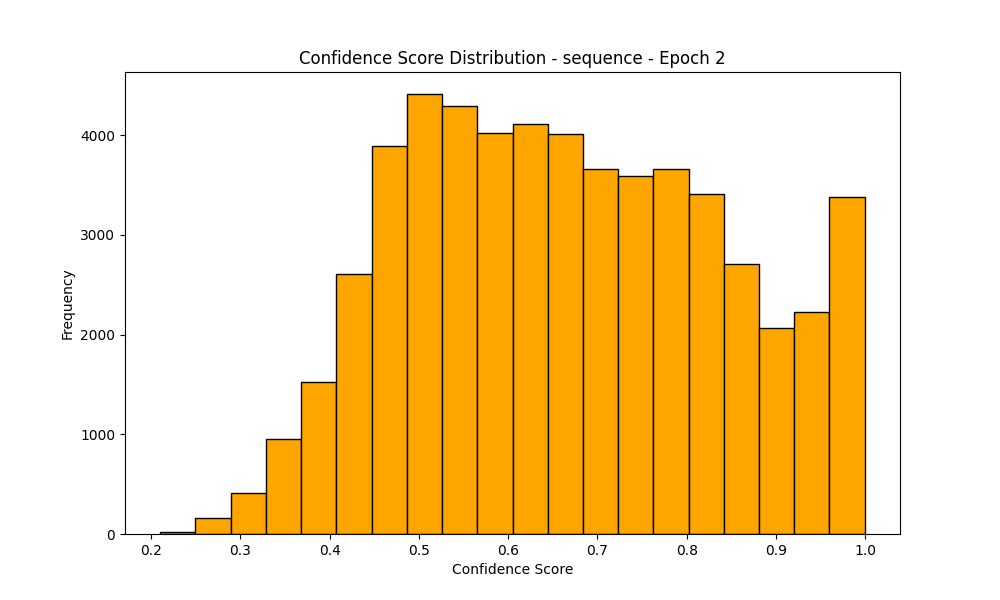 Confidence Score Distribution - sequence - Epoch 2
Frequency
4000
3000
2000
1000
0
0.2 0.3 0.4 0.5 0.6 0.7 0.8 0.9 1.0
Confidence Score